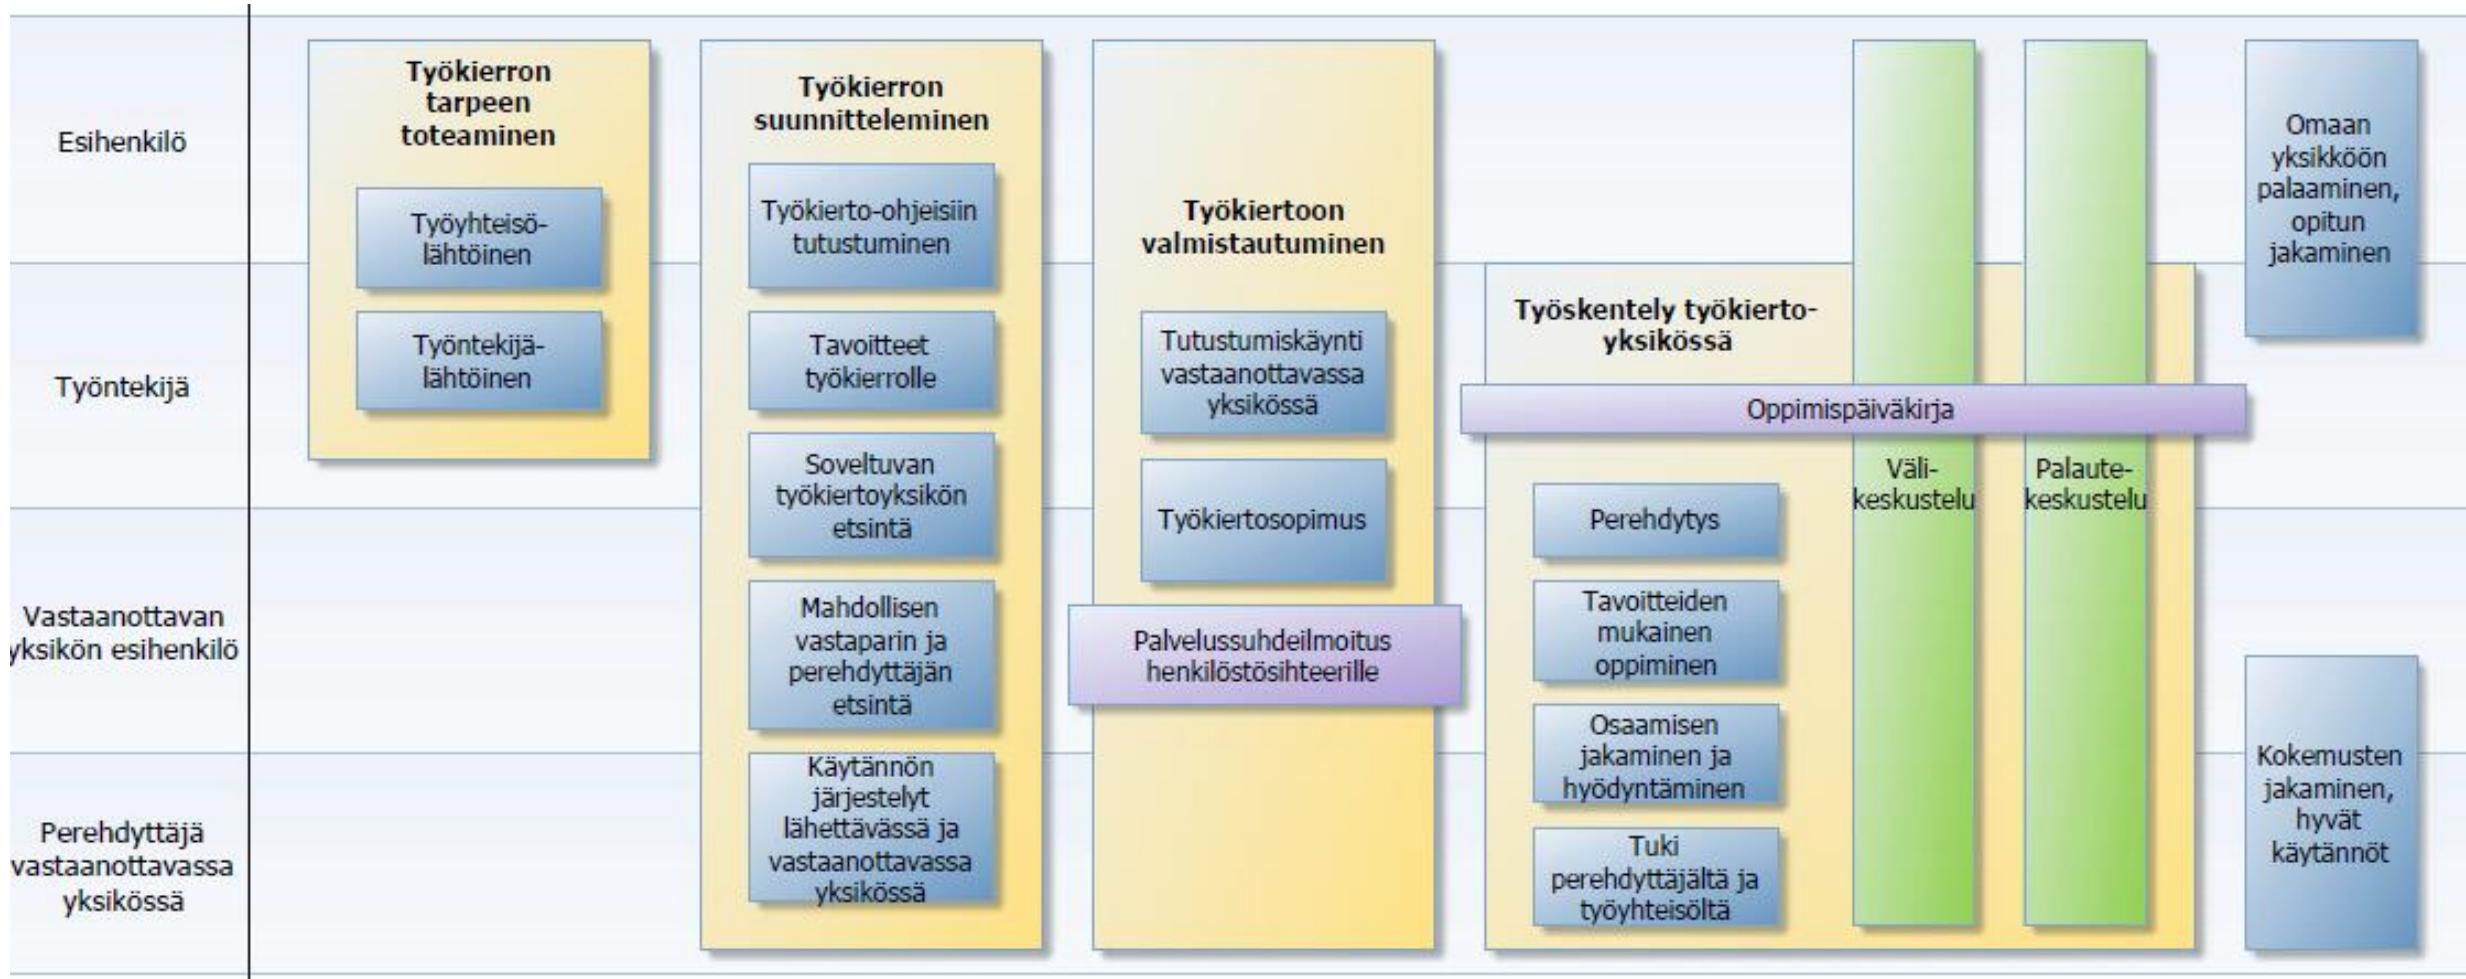 Esihenkilö
Työntekijä
Vastaanottavan
yksikön esihenkilö
Perehdyttäjä
vastaanottavassa
yksikössä
Työkierron
tarpeen
toteaminen
Työyhteisö-
lähtöinen
Työntekijä-
lähtöinen
Työkierron
suunnitteleminen
Työkierto-ohjeisiin
tutustuminen
Tavoitteet
työkierrolle
Soveltuvan
työkiertoyksikön
etsintä
Mahdollisen
vastaparin ja
perehdyttäjän
etsintä
Käytännön
järjestelyt
lähettävässä ja
vastaanottavassa
yksikössä
Työkiertoon
valmistautuminen
Tutustumiskäynti
vastaanottavassa
yksikössä
Työkiertosopimus
Palvelussuhdeilmoitus
henkilöstösihteerille
Työskentely työkierto-
yksikössä
Oppimispäiväkirja
Perehdytys
Tavoitteiden
mukainen
oppiminen
Osaamisen
jakaminen ja
hyödyntäminen
Tuki
perehdyttäjältä ja
työyhteisöltä
Väli-
keskustelu
Palaute-
keskustelu
Omaan
yksikköön
palaaminen,
opitun
jakaminen
Kokemusten
jakaminen,
hyvät
käytännöt